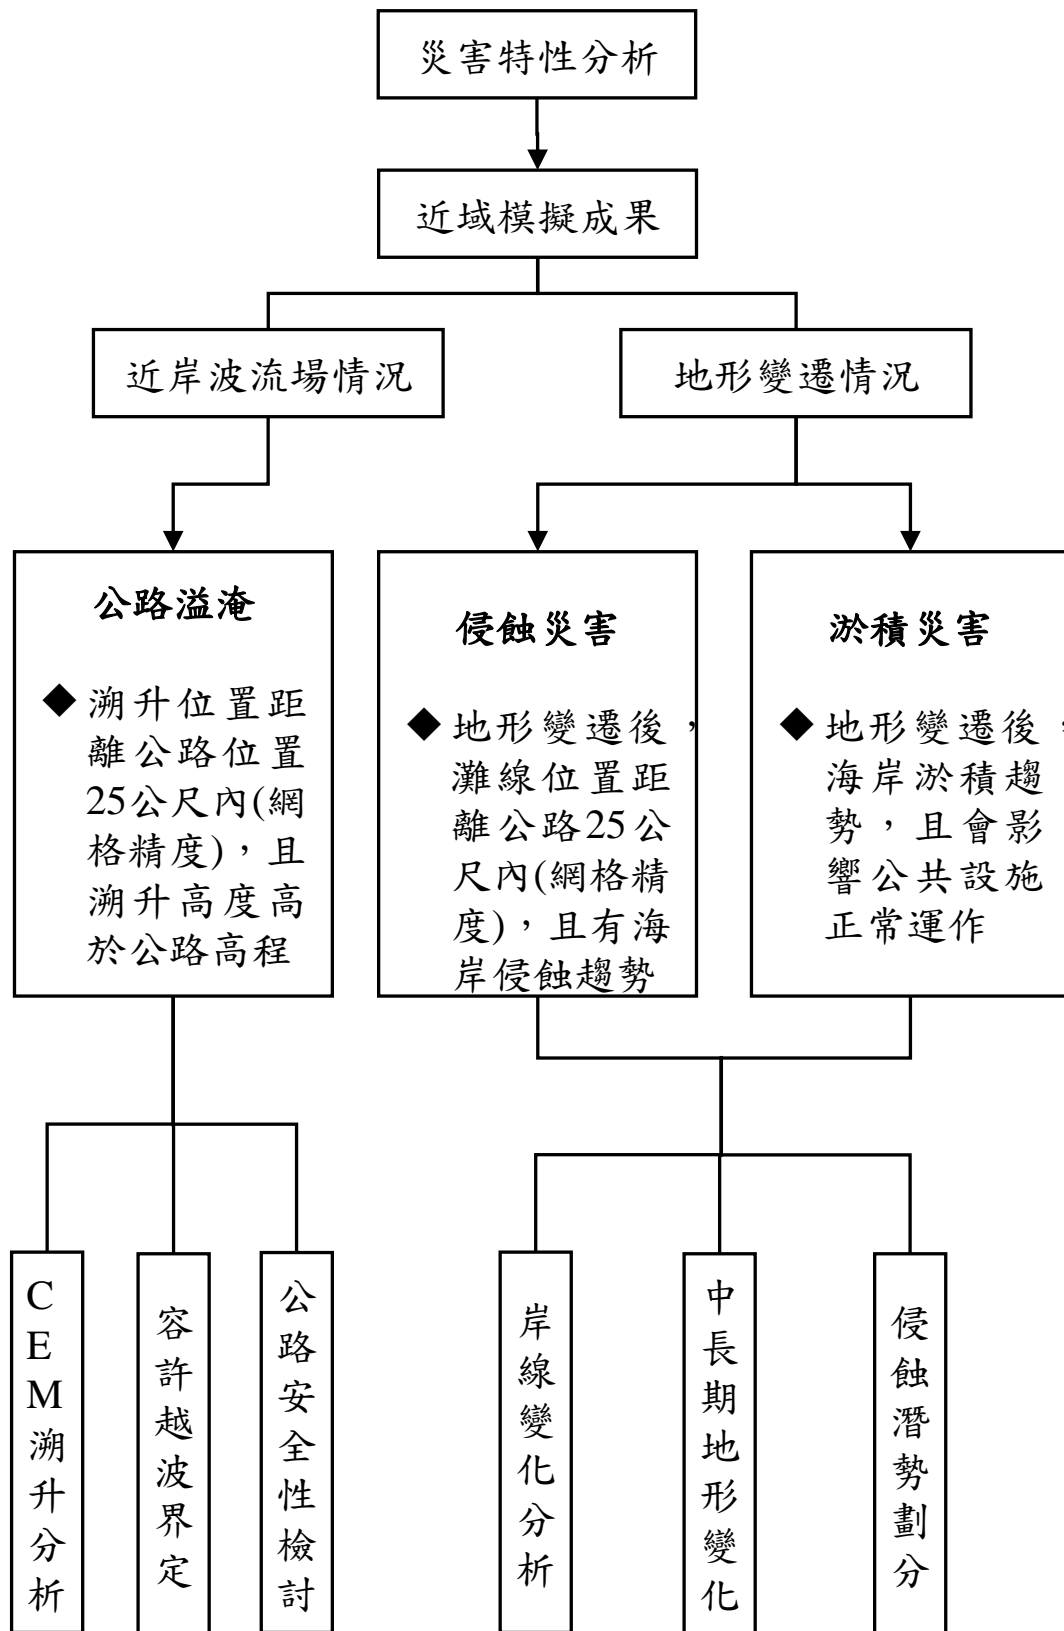 災害特性分析
近域模擬成果
近岸波流場情況
地形變遷情況
公路溢淹
◆ 溯升位置距
離公路位置
25公尺內(網
格精度)，且
溯升高度高
於公路高程
侵蝕災害
◆ 地形變遷後，
灘線位置距
離公路25公
尺內(網格精
度)，且有海
岸侵蝕趨勢
淤積災害
◆ 地形變遷後，
海岸淤積趨
勢，且會影
響公共設施
正常運作
CEM溯升分析
容許越波界定
公路安全性檢討
岸線變化分析
中長期地形變化
侵蝕潛勢劃分